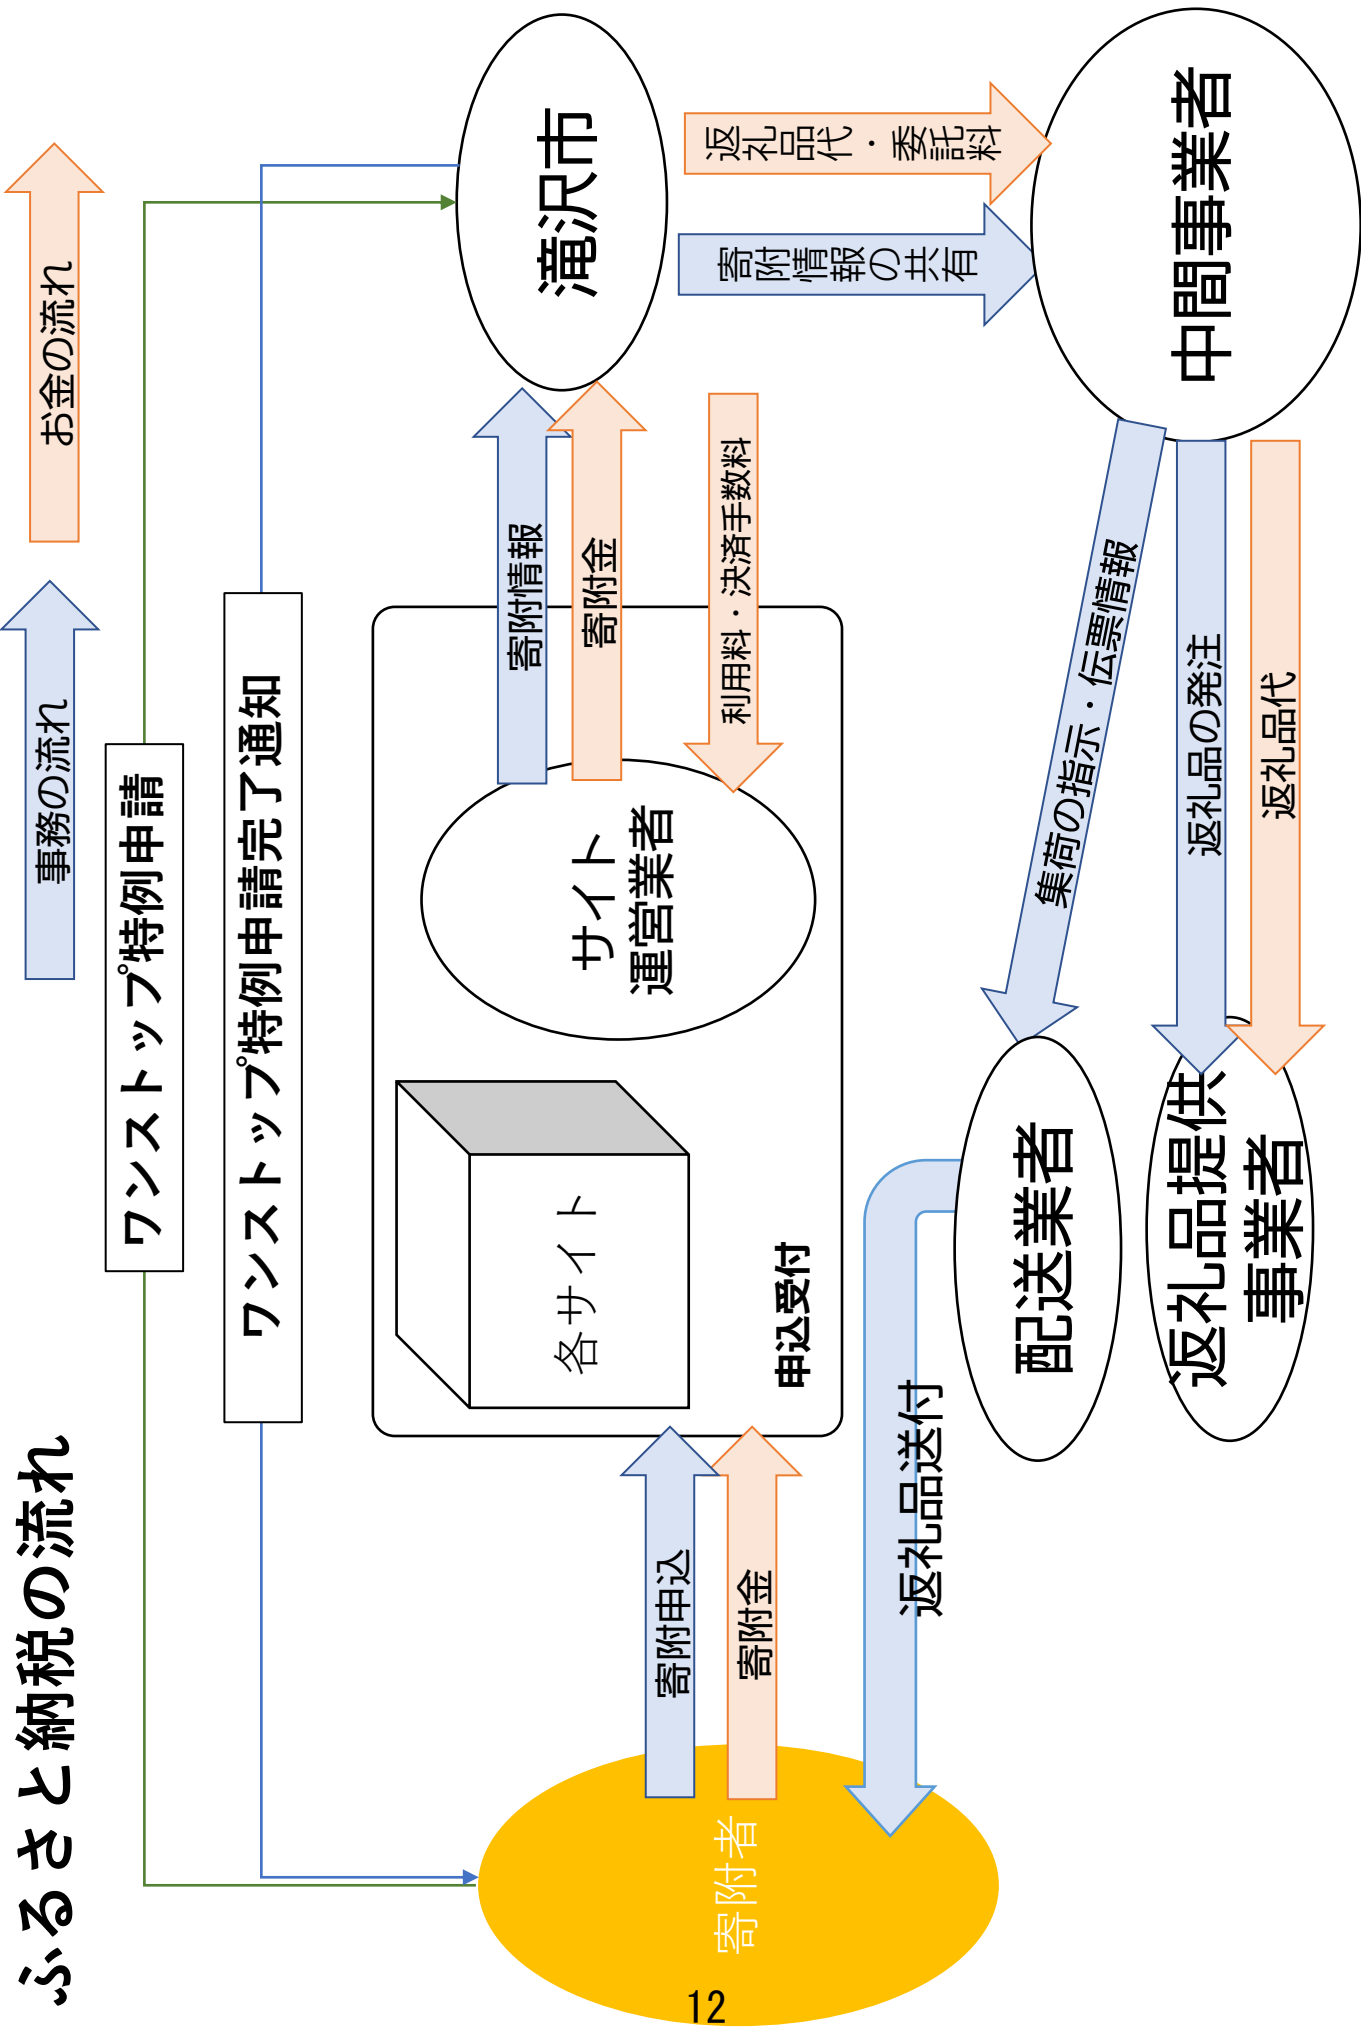 ふるさと納税の流れ
事務の流れ
お金の流れ
ワンストップ特例申請
ワンストップ特例申請完了通知
寄附者
寄附申込
寄附金
各サイト
申込受付
サイト
運営業者
寄附情報
寄附金
利用料・決済手数料
滝沢市
寄附情報の共有
返礼品代・委託料
中間事業者
集荷の指示・伝票情報
返礼品の発注
返礼品代
配送業者
返礼品提供
事業者
返礼品送付
12